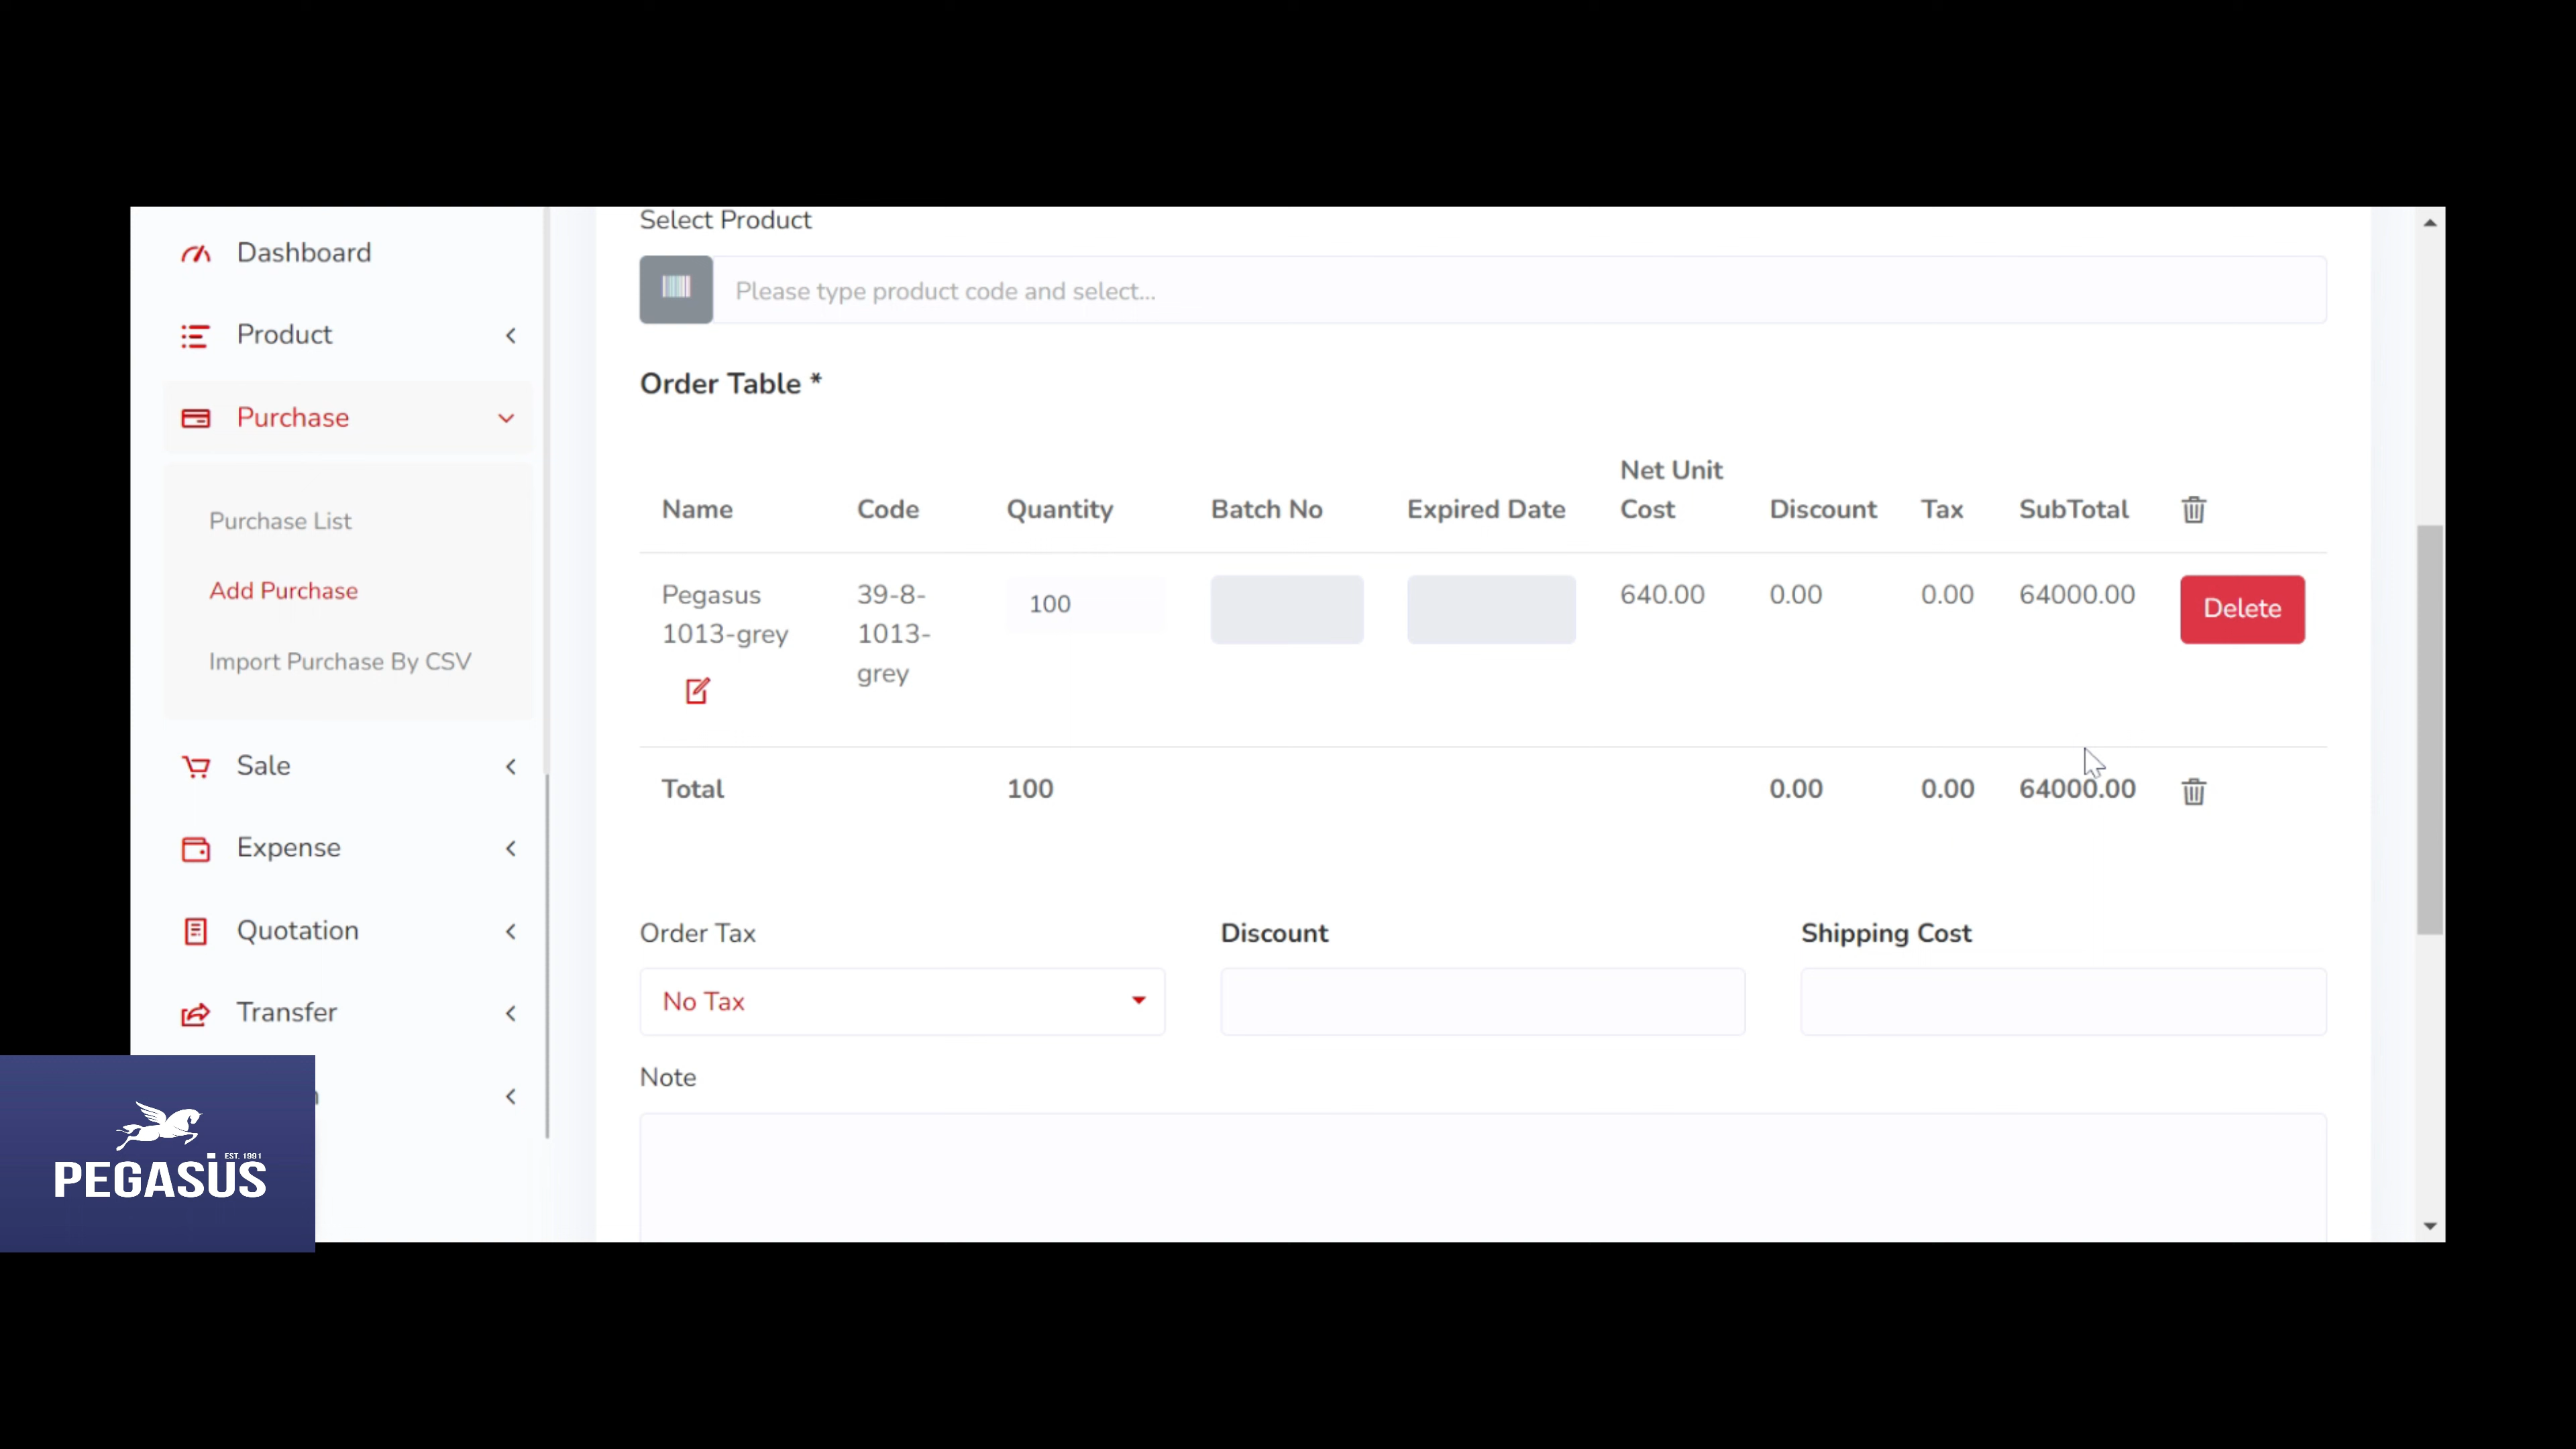 Dashboard
Product
Purchase
Purchase List
Add Purchase
Import Purchase By CSV
Sale
Expense
Quotation
Transfer
EST. 1991
PEGASÜS
Select Product
Please type product code and select...
Order Table *
Name Code Quantity Batch No Expired Date Net Unit Cost Discount Tax SubTotal
Pegasus 39-8- 100 640.00 0.00 0.00 64000.00 Delete
1013-grey 1013-
grey
Total 100 0.00 0.00 64000.00
Order Tax Discount Shipping Cost
No Tax
Note